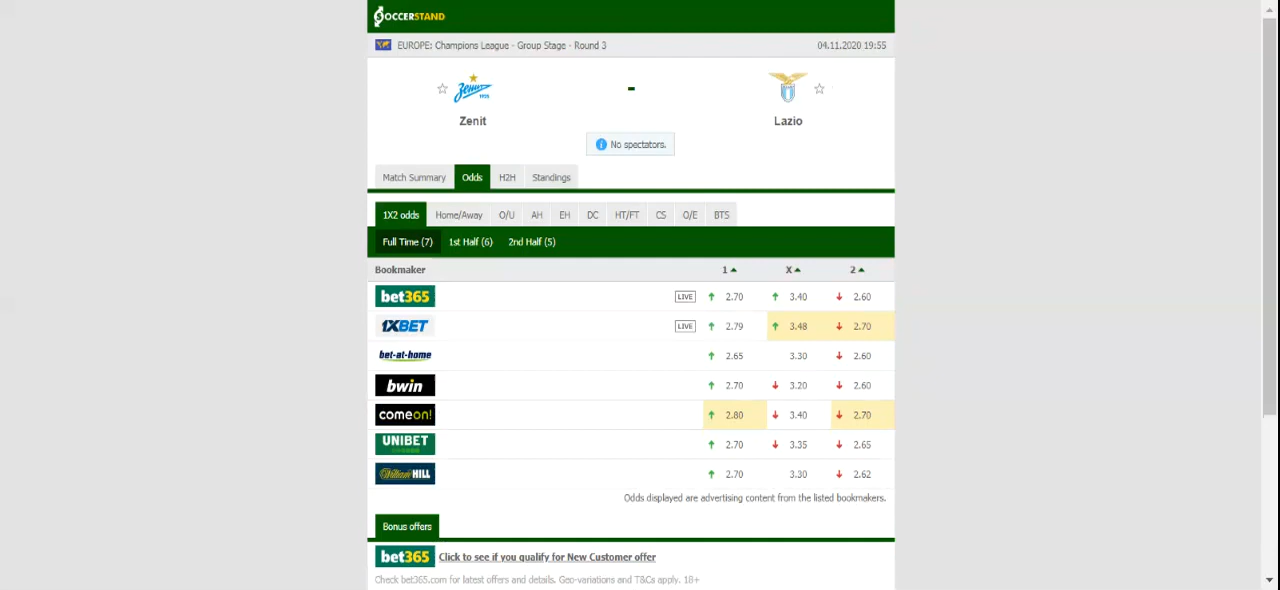 SOCCERSTAND
EUROPE: Champions League - Group Stage - Round 3 04.11.2020 19:55
Zenit 1925
-
Zenit Lazio
No spectators.
Match Summary Odds H2H Standings
1X2 odds Home/Away O/U AH EH DC HT/FT CS O/E BTS
Full Time (7) 1st Half (6) 2nd Half (5)
Bookmaker 1 X 2
bet365 LIVE 2.70 3.40 2.60
1XBET LIVE 2.79 3.48 2.70
bet-at-home 2.65 3.30 2.60
bwin 2.70 3.20 2.60
comeon! 2.80 3.40 2.70
UNIBET 2.70 3.35 2.65
William HILL 2.70 3.30 2.62
Odds displayed are advertising content from the listed bookmakers.
Bonus offers
bet365 Click to see if you qualify for New Customer offer
Check bet365.com for latest offers and details. Geo-variations and T&Cs apply. 18+